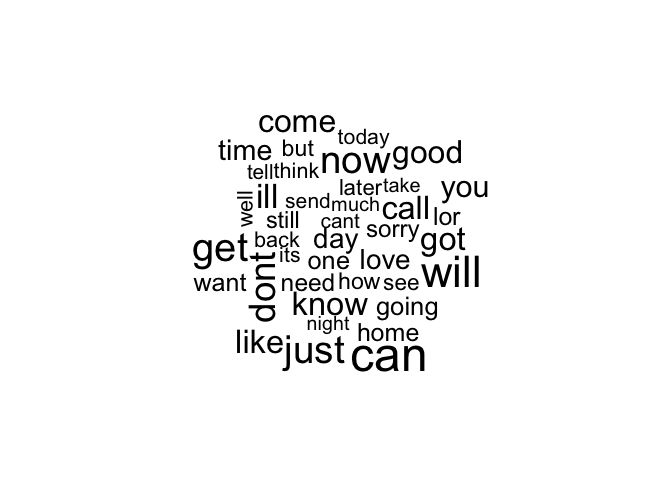 come
today
time but now good
tell think
later take you
well ill send much call lor
still cant sorry
get back day got
its one love will
want dont need how see
know going
night home
like just can